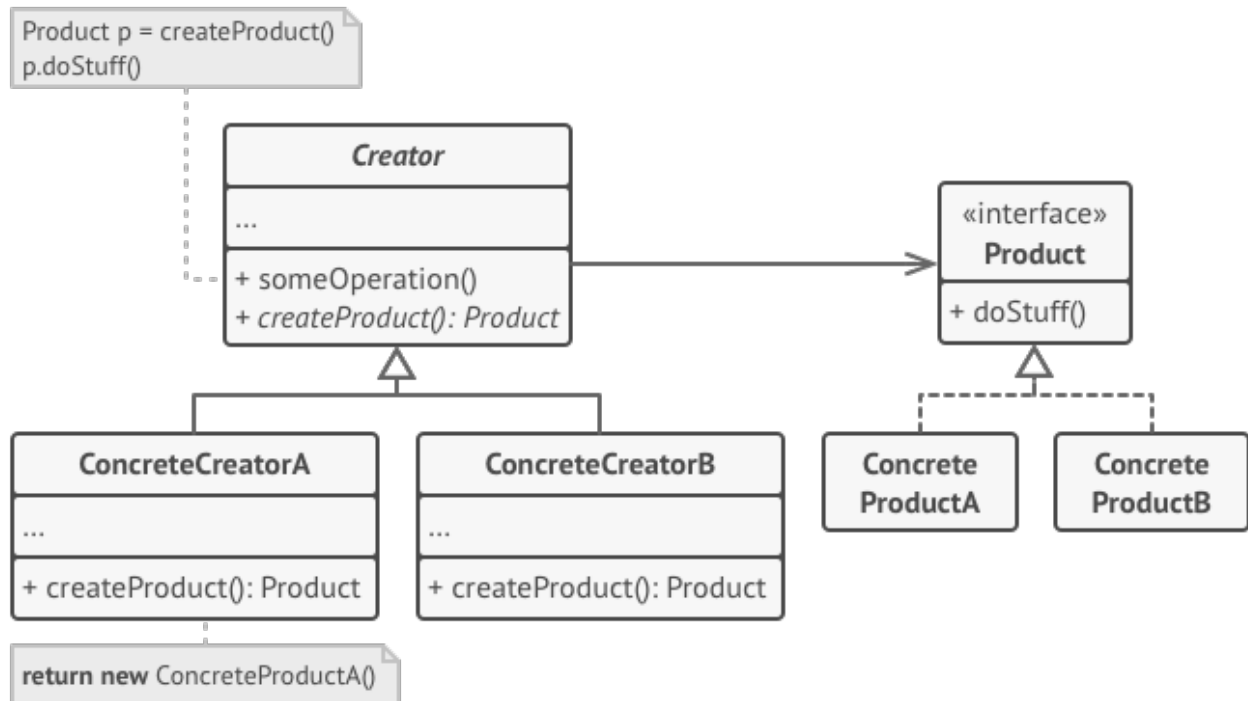 Product p = createProduct()
p.doStuff()
Creator
...
+ someOperation()
+ createProduct(): Product
«interface»
Product
+ doStuff()
ConcreteCreatorA
...
+ createProduct(): Product
ConcreteCreatorB
...
+ createProduct(): Product
Concrete
ProductA
Concrete
ProductB
return new ConcreteProductA()